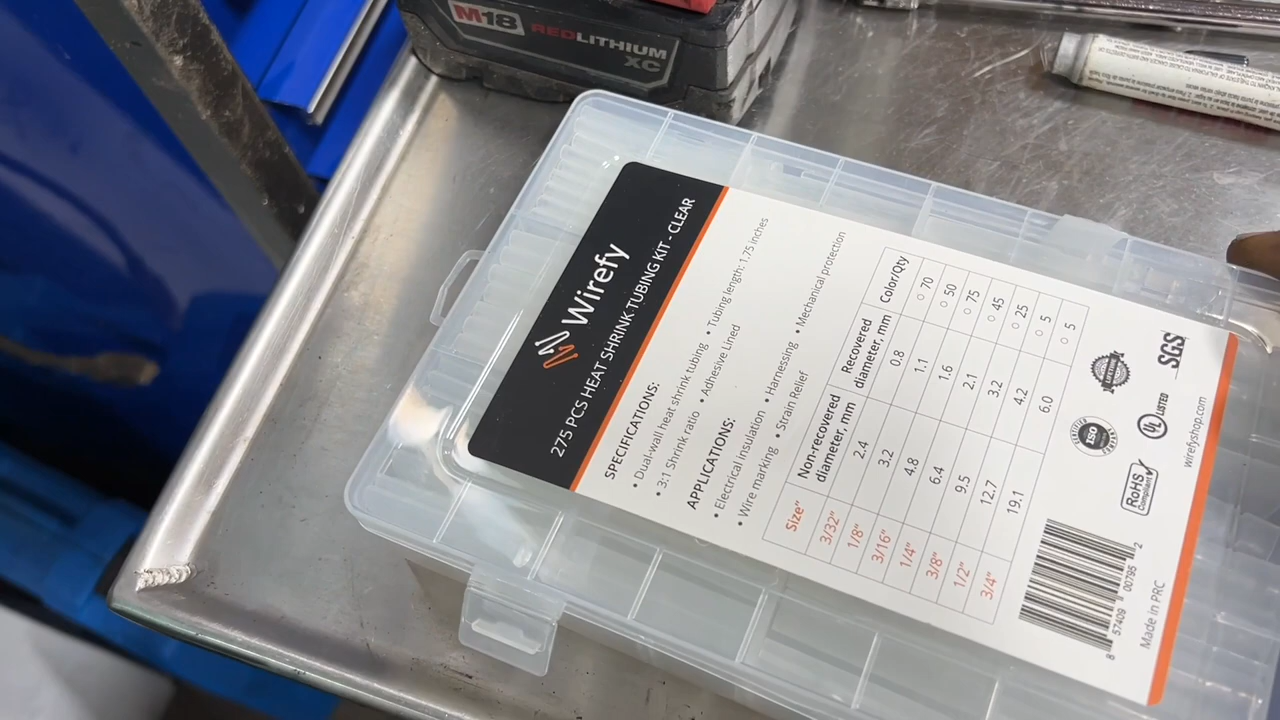 M18 REDLITHIUM
XC
Wirefy
275 PCS HEAT SHRINK TUBING KIT - CLEAR
SPECIFICATIONS:
• Dual-wall heat shrink tubing • Tubing length: 1.75 inches
• 3:1 Shrink ratio • Adhesive Lined
APPLICATIONS:
• Electrical insulation • Harnessing • Mechanical protection
• Wire marking • Strain Relief
Size" Non-recovered diameter, mm Recovered diameter, mm Color/Qty
3/32" 2.4 0.8 70
1/8" 3.2 1.1 50
3/16" 4.8 1.6 75
1/4" 6.4 2.1 45
3/8" 9.5 3.2 25
1/2" 12.7 4.2 5
3/4" 19.1 6.0 5
RoHS
Compliant
ISO
CERTIFIED
UL LISTED
SGS
8 57409 00795 2
Made in PRC
wirefyshop.com